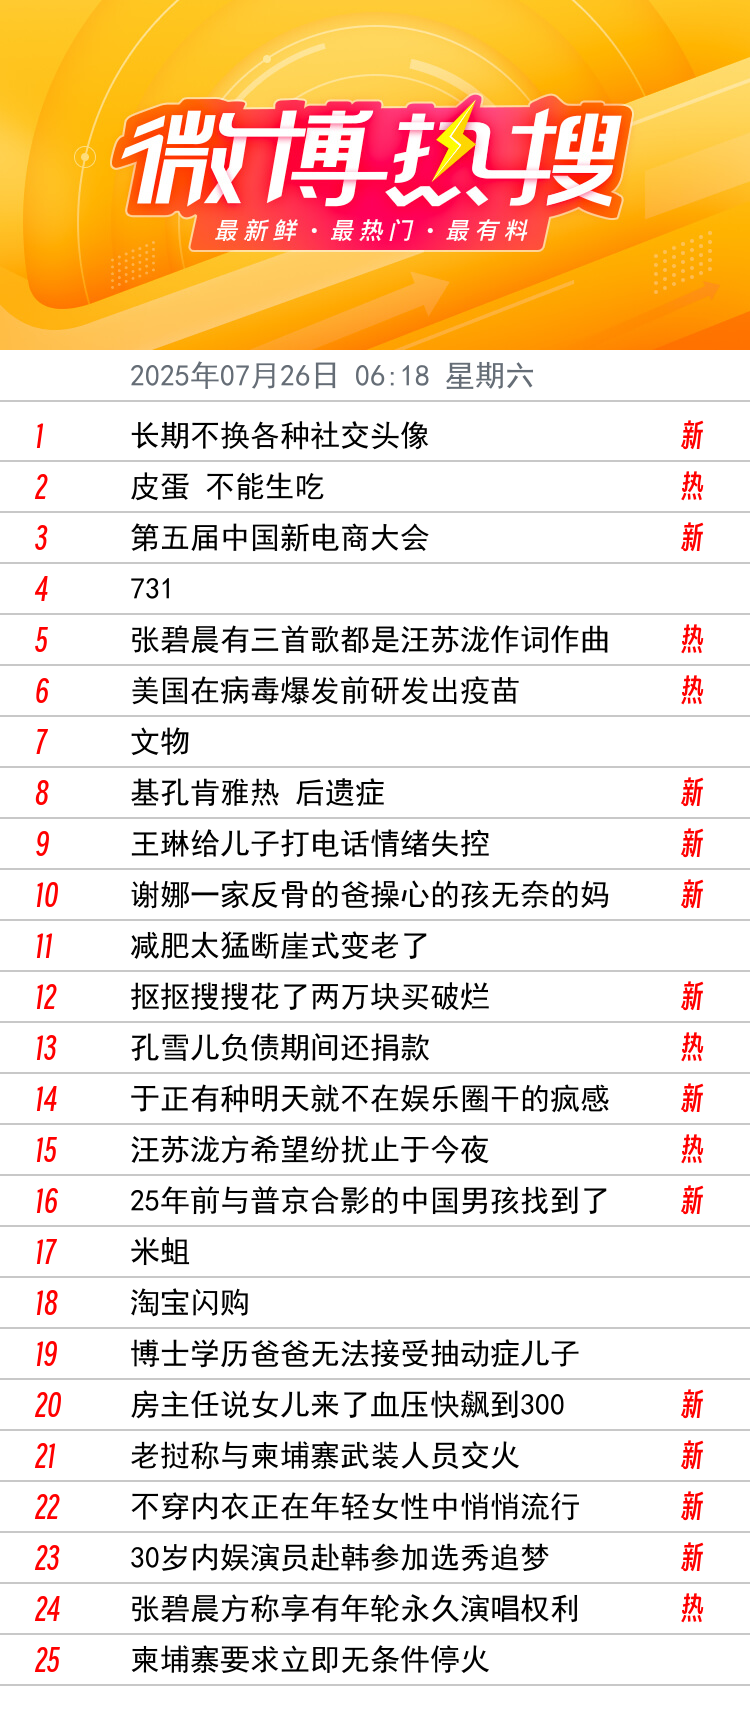 微博热搜
最新鲜·最热门·最有料
2025年07月26日 06:18 星期六
1 长期不换各种社交头像 新
2 皮蛋 不能生吃 热
3 第五届中国新电商大会 新
4 731
5 张碧晨有三首歌都是汪苏泷作词作曲 热
6 美国在病毒爆发前研发出疫苗 热
7 文物
8 基孔肯雅热 后遗症 新
9 王琳给儿子打电话情绪失控 新
10 谢娜一家反骨的爸操心的孩无奈的妈 新
11 减肥太猛断崖式变老了
12 抠抠搜搜花了两万块买破烂 新
13 孔雪儿负债期间还捐款 热
14 于正有种明天就不在娱乐圈干的疯感 新
15 汪苏泷方希望纷扰止于今夜 热
16 25年前与普京合影的中国男孩找到了 新
17 米蛆
18 淘宝闪购
19 博士学历爸爸无法接受抽动症儿子
20 房主任说女儿来了血压快飙到300 新
21 老挝称与柬埔寨武装人员交火 新
22 不穿内衣正在年轻女性中悄悄流行 新
23 30岁内娱演员赴韩参加选秀追梦 新
24 张碧晨方称享有年轮永久演唱权利 热
25 柬埔寨要求立即无条件停火